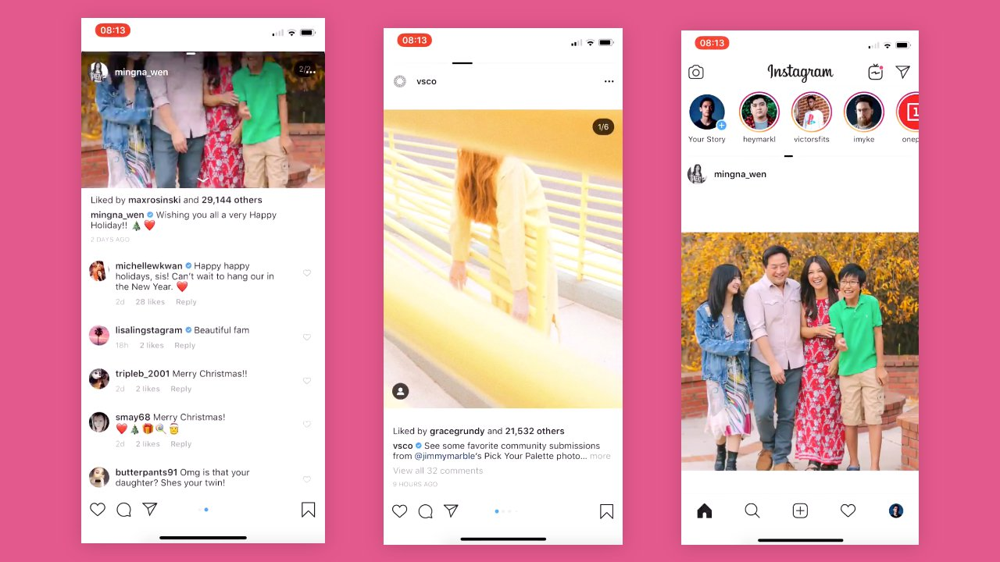 08:13
mingna_wen
2/2
Liked by maxrosinski and 29,144 others
mingna_wen Wishing you all a very Happy
Holiday!! 🎄❤️
2 DAYS AGO
michellewkwan Happy happy
holidays, sis! Can't wait to hang our in
the New Year. ❤️
2d 28 likes Reply
lisalingstagram Beautiful fam
18h 2 likes Reply
tripleb_2001 Merry Christmas!!
2d 2 likes Reply
smay68 Merry Christmas!
❤️🎄🎁🍭🎅
2d 2 likes Reply
butterpants91 Omg is that your
daughter? Shes your twin!
08:13
vsco
1/6
Liked by gracegrundy and 21,532 others
vsco See some favorite community submissions
from @jimmymarble's Pick Your Palette photo... more
View all 32 comments
9 HOURS AGO
08:13
Instagram
Your Story heymarkl victorsfits imyke onep
mingna_wen